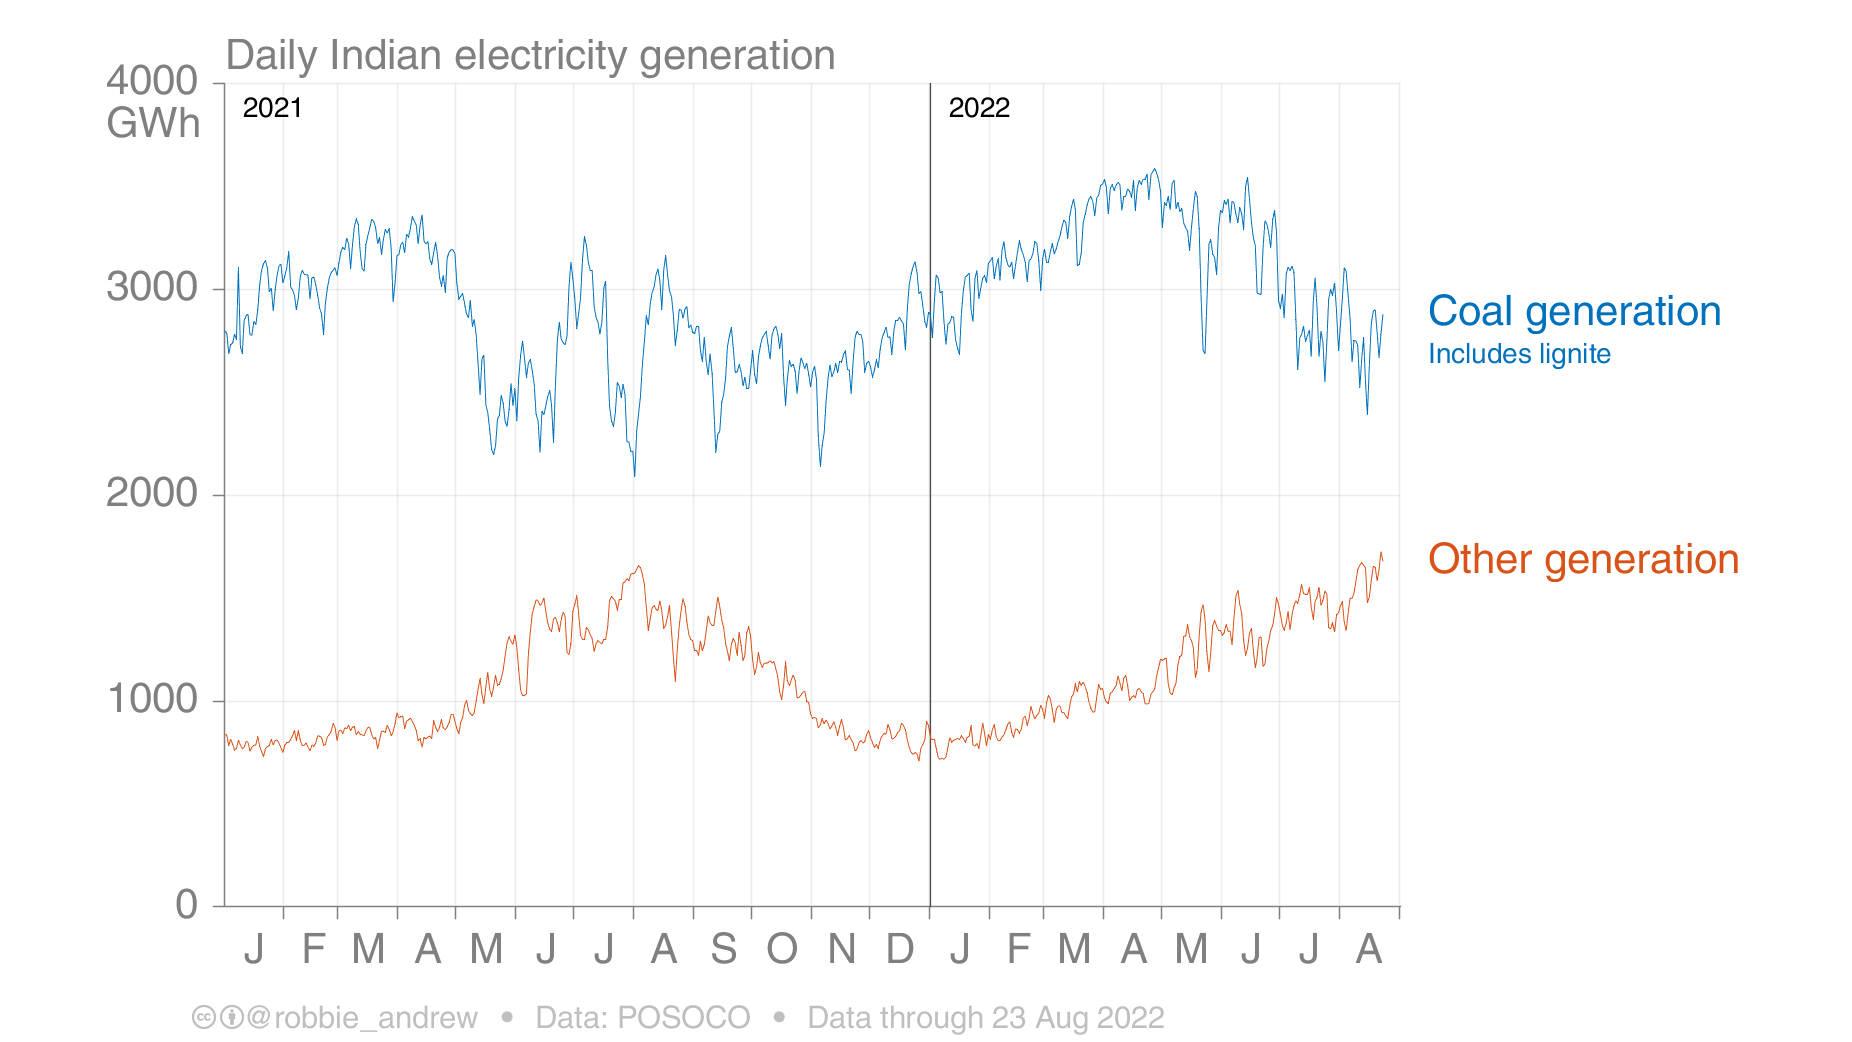 Daily Indian electricity generation
4000
GWh
2021
2022
3000
Coal generation
Includes lignite
2000
Other generation
1000
0
J F M A M J J A S O N D J F M A M J J A
@robbie_andrew • Data: POSOCO • Data through 23 Aug 2022